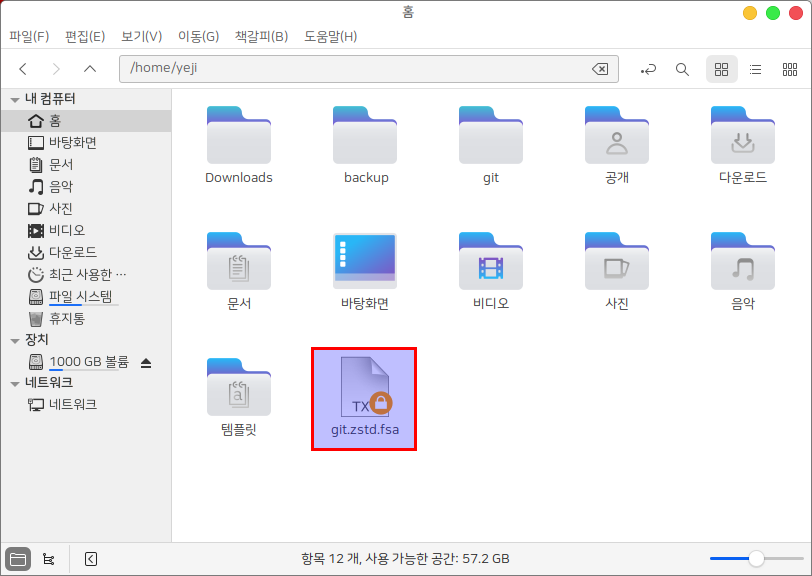 홈
파일(F) 편집(E) 보기(V) 이동(G) 책갈피(B) 도움말(H)
/home/yeji
내 컴퓨터
홈
바탕화면
문서
음악
사진
비디오
다운로드
최근 사용한 …
파일 시스템
휴지통
장치
1000 GB 볼륨
네트워크
네트워크
Downloads backup git 공개 다운로드
문서 바탕화면 비디오 사진 음악
a
템플릿
TX
git.zstd.fsa
항목 12 개, 사용 가능한 공간: 57.2 GB